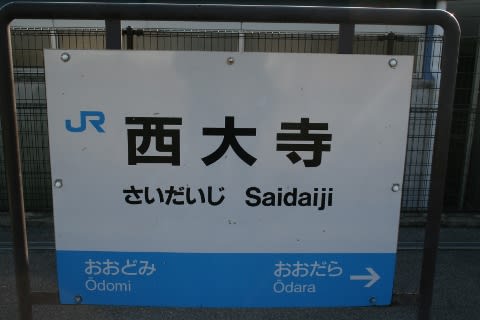 JR 西大寺
さいだいじ Saidaiji
おおどみ おおだら →
Ōdomi Ōdara